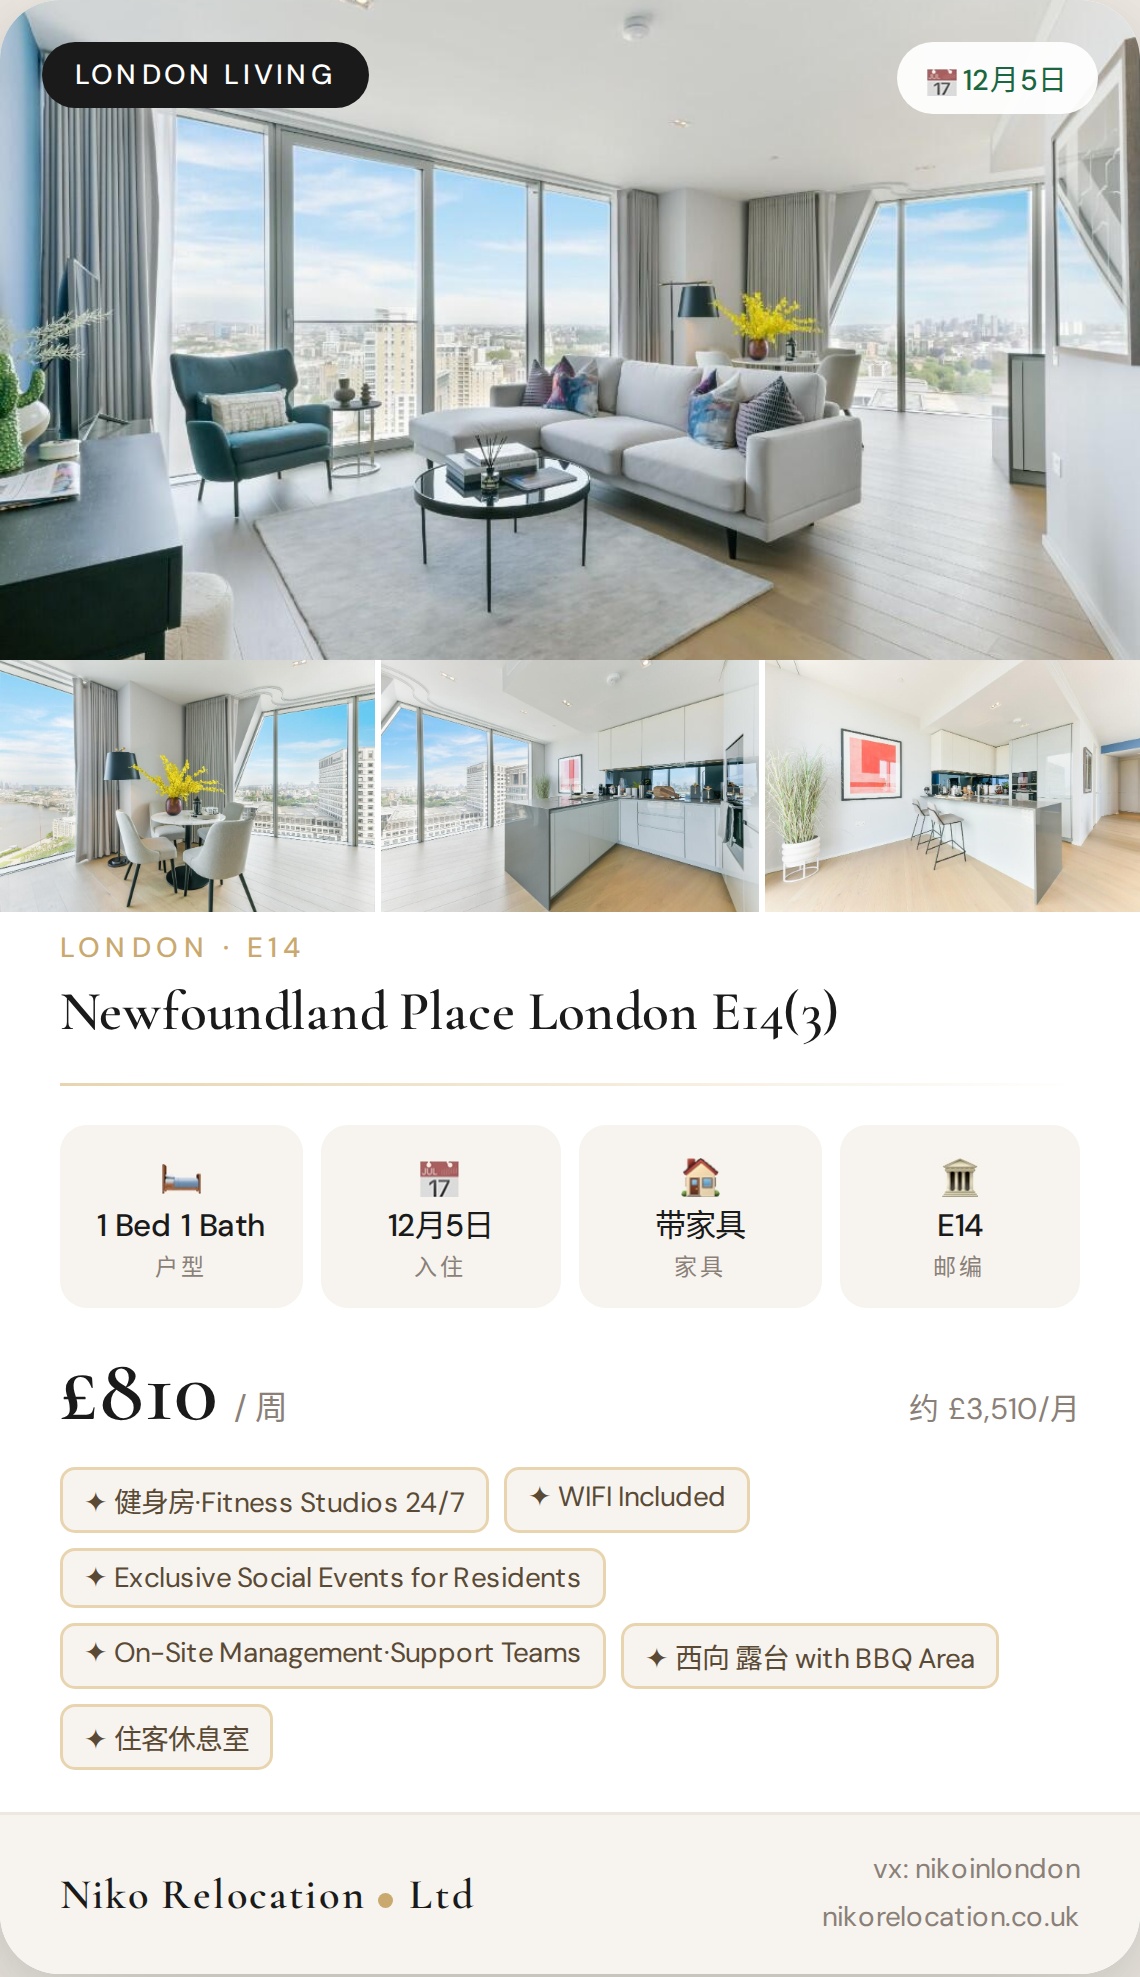 LONDON LIVING
📅 12月5日
LONDON · E14
Newfoundland Place London E14(3)
1 Bed 1 Bath
户型
12月5日
入住
带家具
家具
E14
邮编
£810 / 周
约 £3,510/月
✦ 健身房·Fitness Studios 24/7
✦ WIFI Included
✦ Exclusive Social Events for Residents
✦ On-Site Management·Support Teams
✦ 西向 露台 with BBQ Area
✦ 住客休息室
Niko Relocation ● Ltd
vx: nikoinlondon
nikorelocation.co.uk